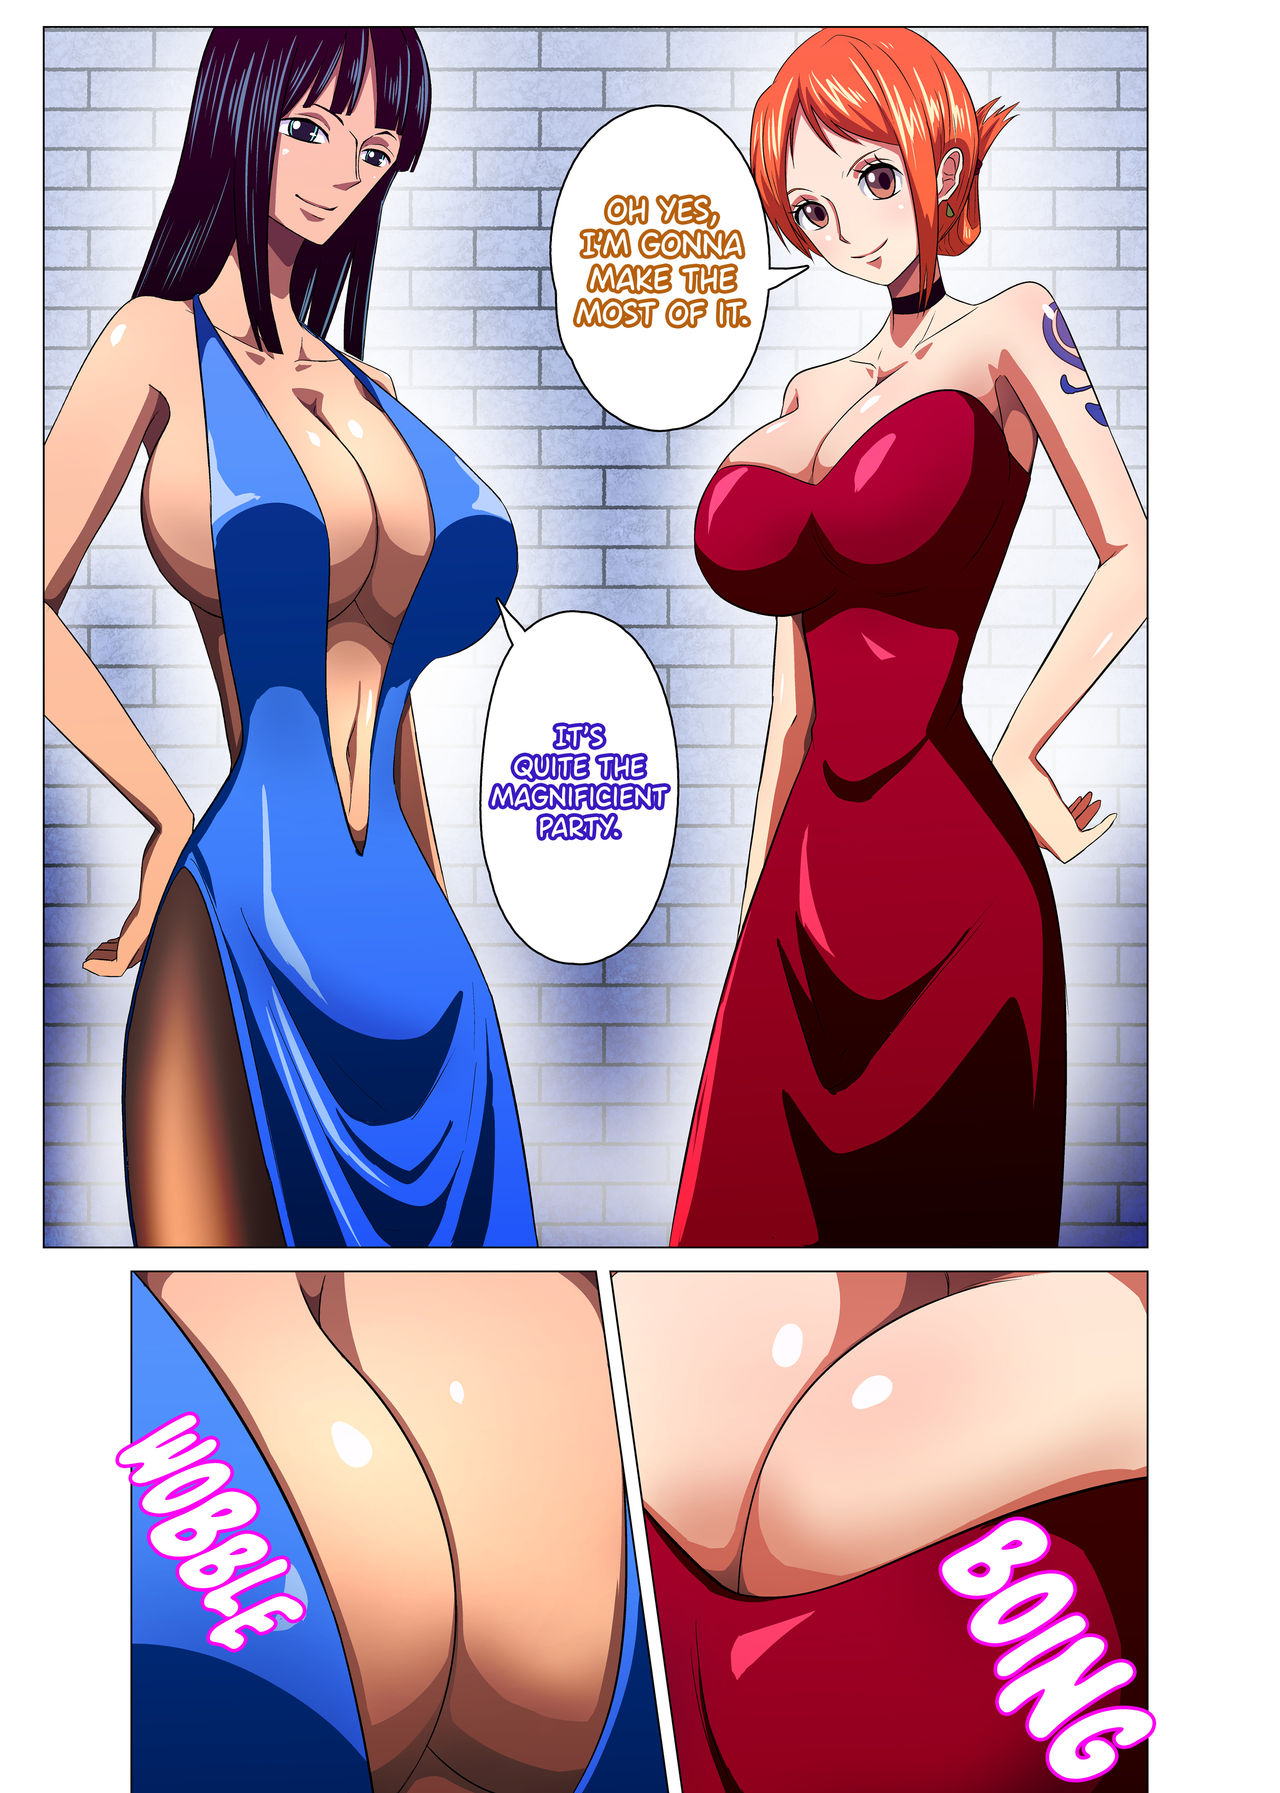 OH YES,
I'M GONNA
MAKE THE
MOST OF IT.
IT'S
QUITE THE
MAGNIFICIENT
PARTY.
WOBBLE
BOING